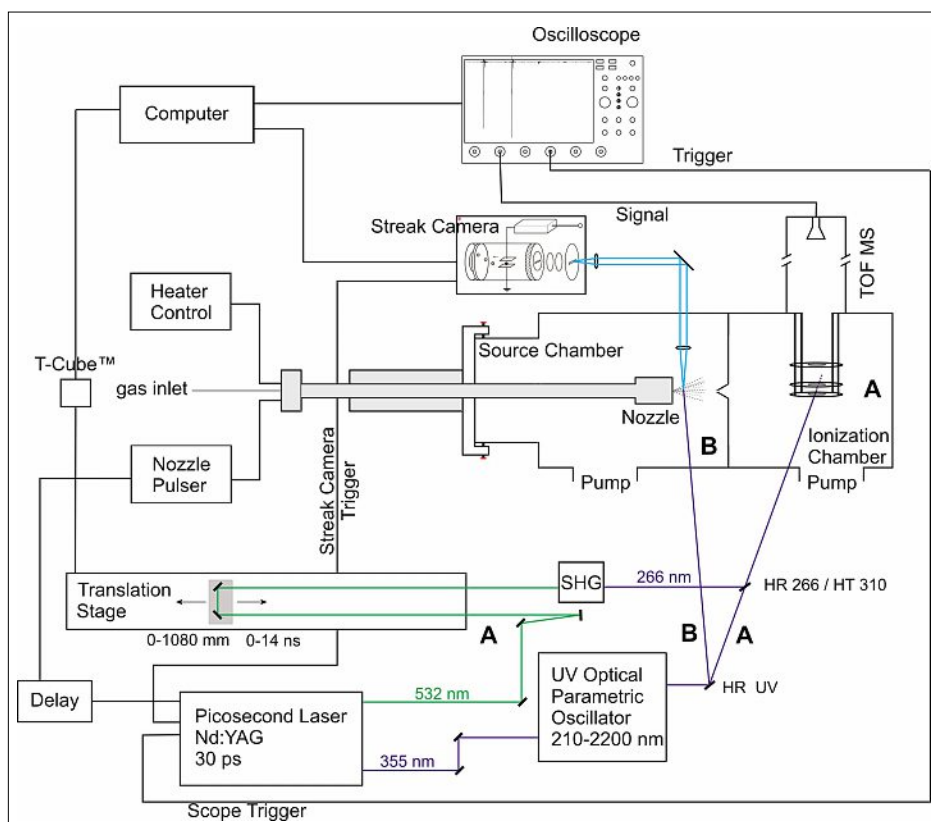 Oscilloscope
Computer
Trigger
Signal
Streak
Camera
TOF MS
Heater
Control
Source Chamber
T-Cube™
gas inlet
A
Nozzle
B
Ionization
Chamber
Nozzle
Pulser
Pump
Pump
Streak Camera
Trigger
Translation
Stage
SHG
266 nm
HR 266 / HT 310
0-1080 mm
0-14 ns
A
B
A
Delay
532 nm
UV Optical
Parametric
Oscillator
210-2200 nm
HR UV
Picosecond Laser
Nd:YAG
30 ps
355 nm
Scope Trigger